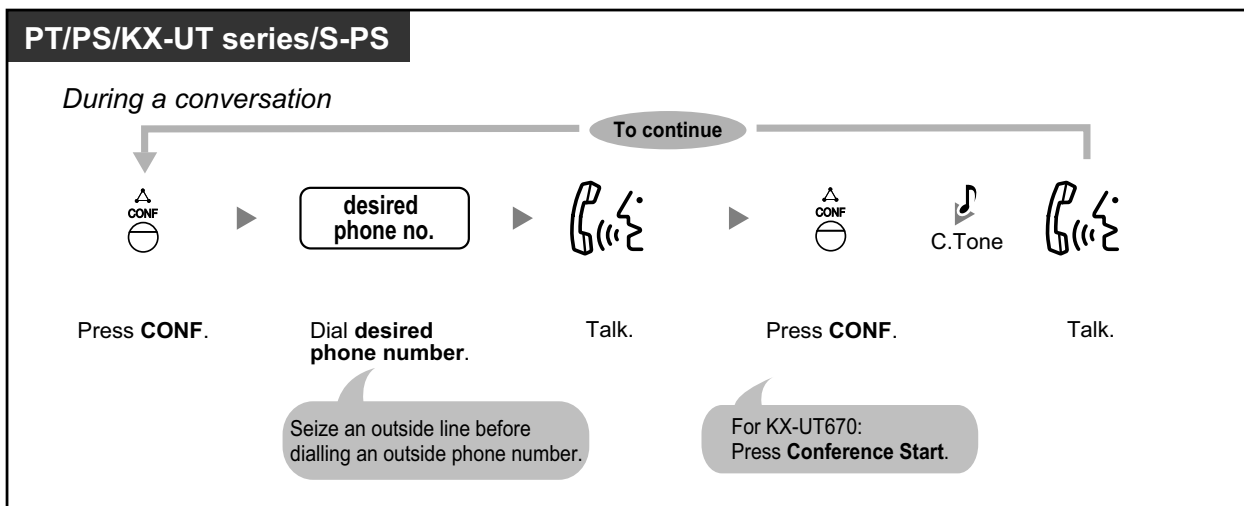 PT/PS/KX-UT series/S-PS
During a conversation
To continue
CONF
desired
phone no.
CONF
C.Tone
Press CONF.
Dial desired
phone number.
Talk.
Press CONF.
Talk.
Seize an outside line before
dialling an outside phone number.
For KX-UT670:
Press Conference Start.